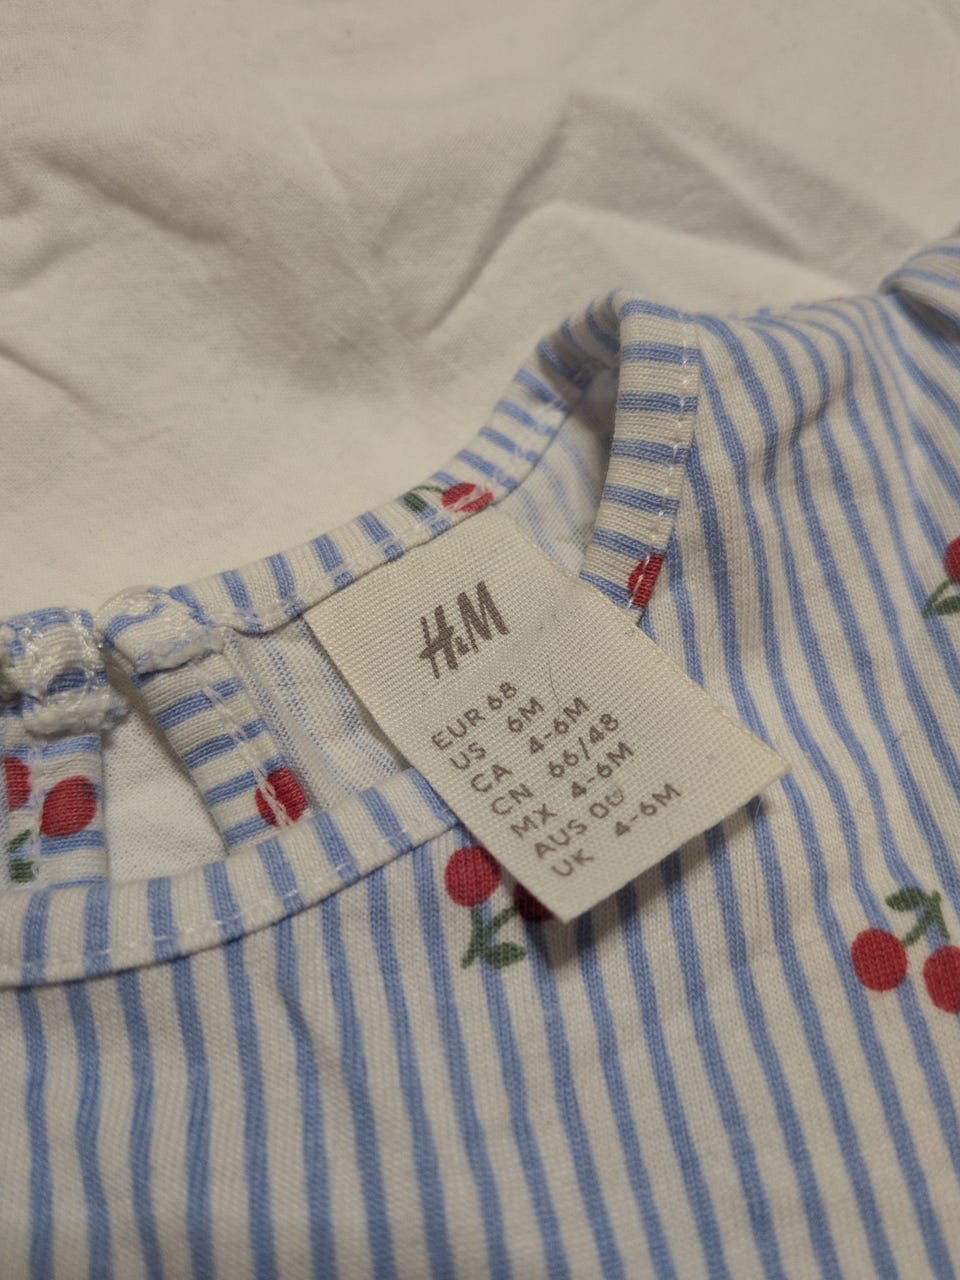 H&M
EUR 68
US 6M
CA 4-6M
CN 66/48
MX 4-6M
AUS 00
UK 4-6M